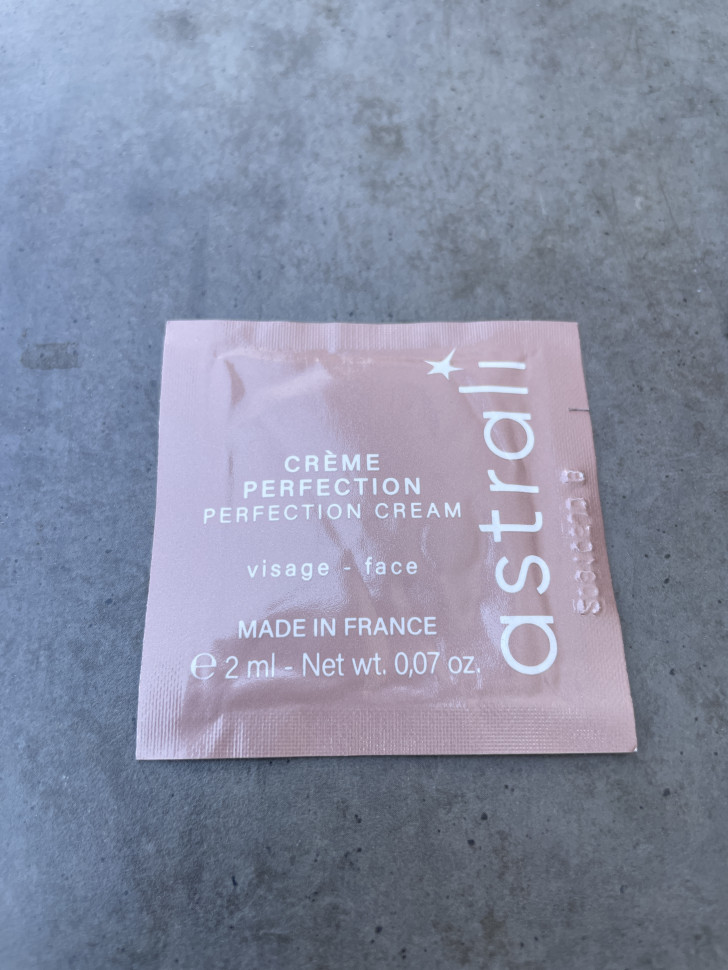 CRÈME
PERFECTION
PERFECTION CREAM
visage - face
MADE IN FRANCE
℮ 2 ml - Net wt. 0,07 oz.
astrali